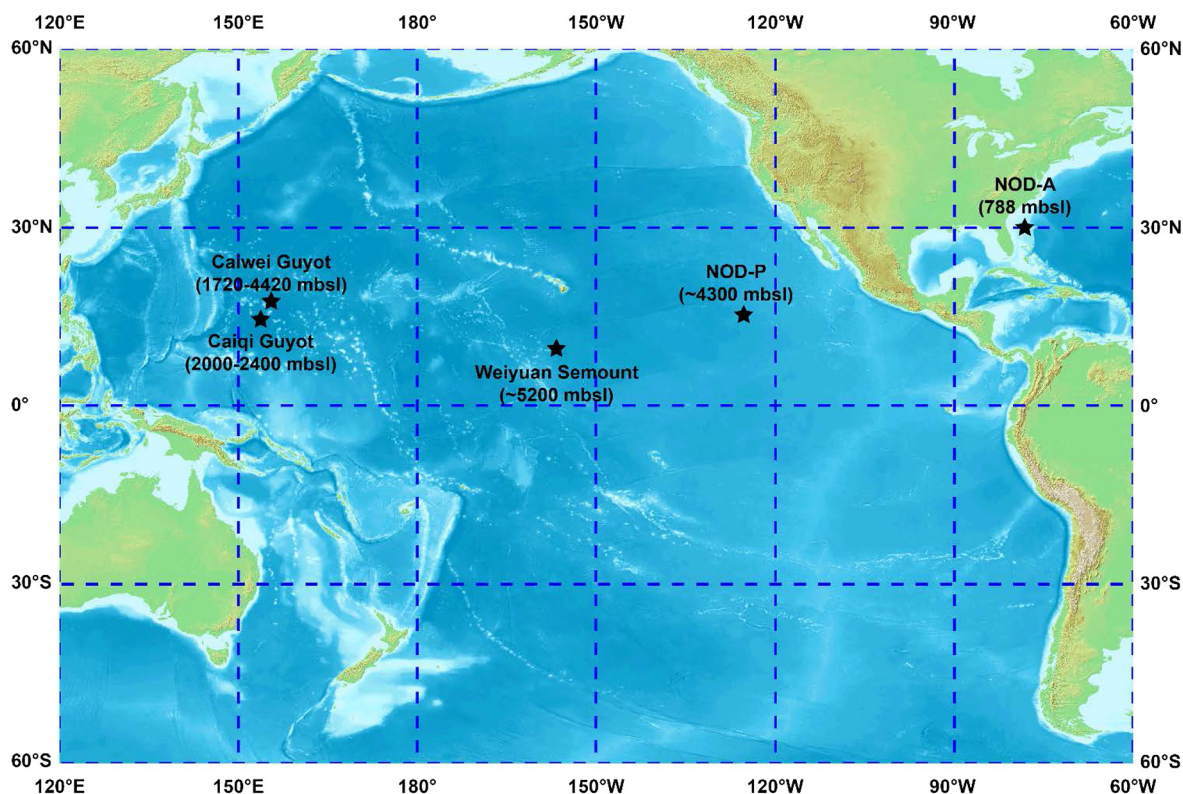 120°E 150°E 180° 150°W 120°W 90°W 60°W
60°N 60°N
NOD-A
(788 mbsl)
30°N 30°N
Calwei Guyot
(1720-4420 mbsl)
NOD-P
(~4300 mbsl)
Caiqi Guyot
(2000-2400 mbsl)
Weiyuan Semount
(~5200 mbsl)
0° 0°
30°S 30°S
60°S 60°S
120°E 150°E 180° 150°W 120°W 90°W 60°W